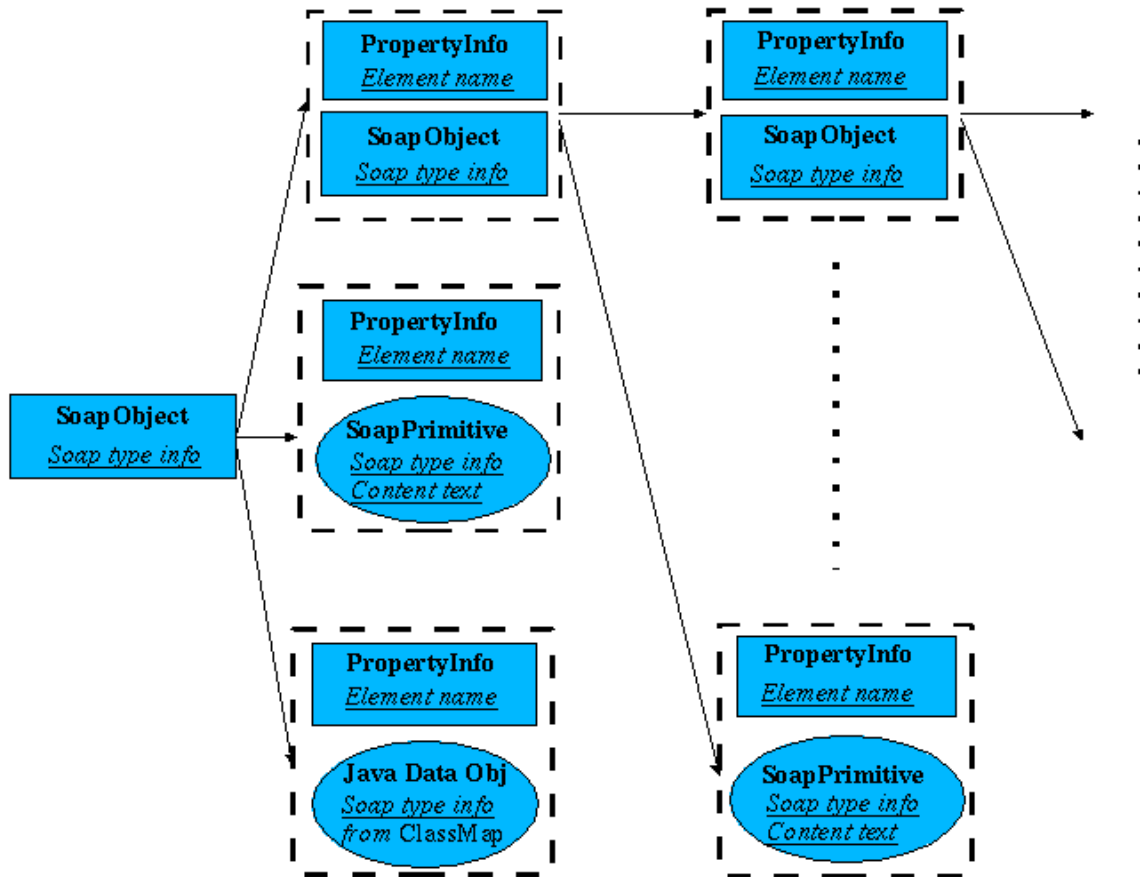 PropertyInfo
Element name
SoapObject
Soap type info
PropertyInfo
Element name
SoapObject
Soap type info
PropertyInfo
Element name
SoapPrimitive
Soap type info
Content text
SoapObject
Soap type info
PropertyInfo
Element name
Java Data Obj
Soap type info
from ClassMap
PropertyInfo
Element name
SoapPrimitive
Soap type info
Content text